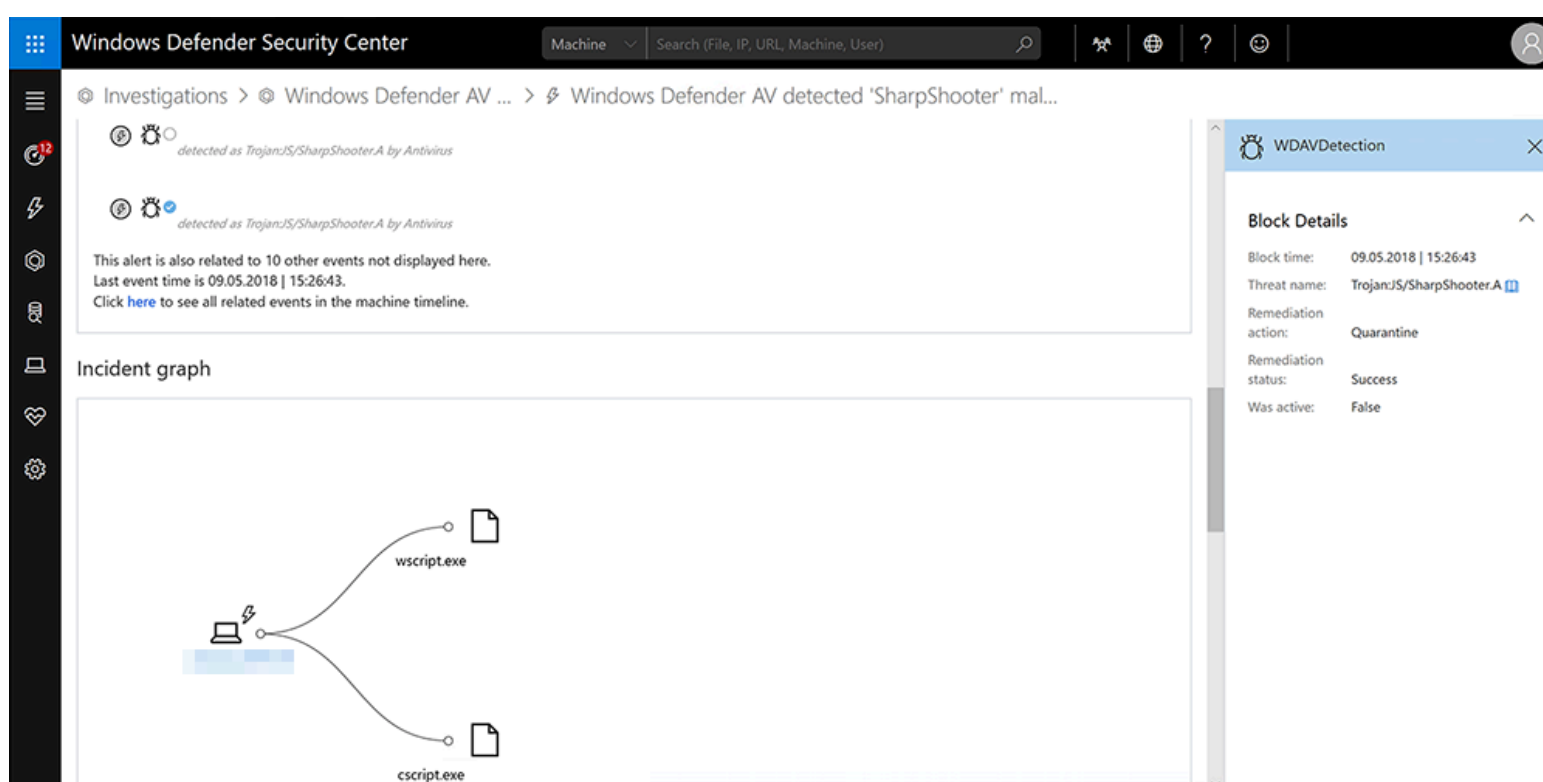 Windows Defender Security Center
Machine
Search (File, IP, URL, Machine, User)
?
Investigations > Windows Defender AV ... > Windows Defender AV detected 'SharpShooter' mal...
12
detected as Trojan:JS/SharpShooter.A by Antivirus
detected as Trojan:JS/SharpShooter.A by Antivirus
This alert is also related to 10 other events not displayed here.
Last event time is 09.05.2018 | 15:26:43.
Click here to see all related events in the machine timeline.
Incident graph
wscript.exe
cscript.exe
WDAVDetection
Block Details
Block time: 09.05.2018 | 15:26:43
Threat name: Trojan:JS/SharpShooter.A
Remediation
action: Quarantine
Remediation
status: Success
Was active: False